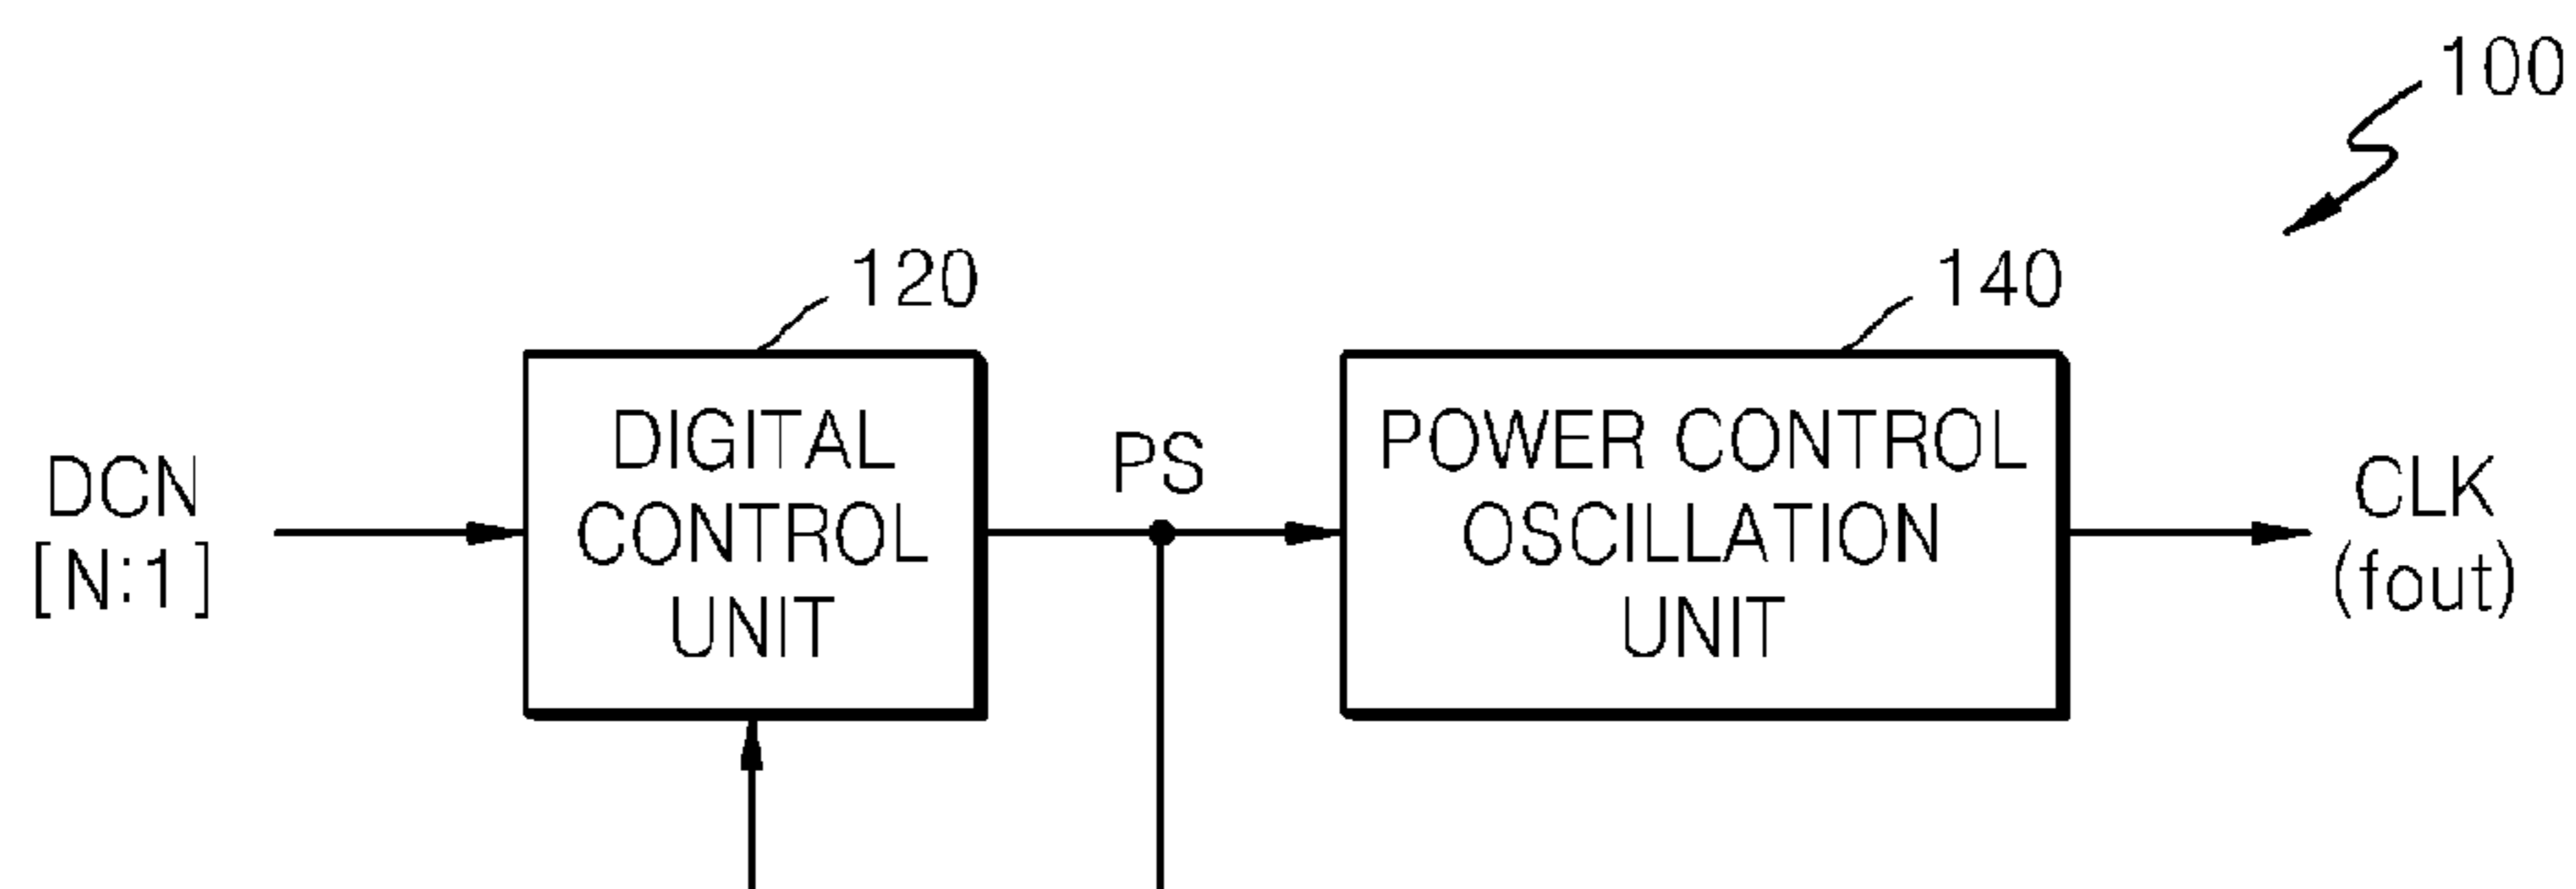 100
120
140
DCN
[N:1]
DIGITAL
CONTROL
UNIT
PS
POWER CONTROL
OSCILLATION
UNIT
CLK
(fout)